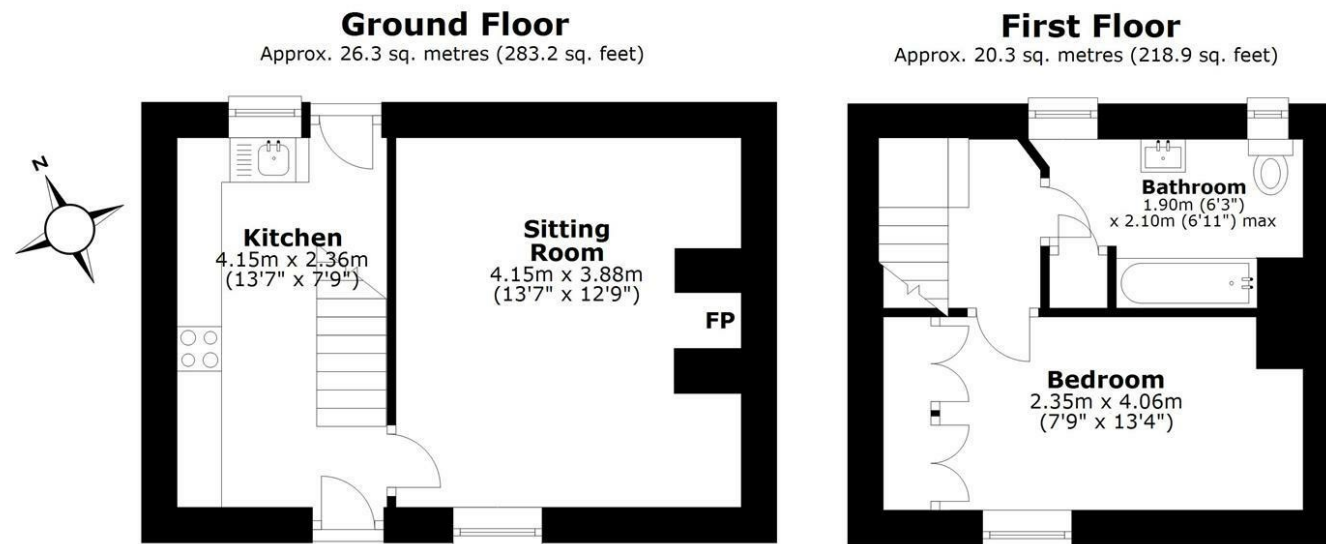 Ground Floor
Approx. 26.3 sq. metres (283.2 sq. feet)
First Floor
Approx. 20.3 sq. metres (218.9 sq. feet)
N
Kitchen
4.15m x 2.36m
(13'7" x 7'9")
Sitting
Room
4.15m x 3.88m
(13'7" x 12'9")
FP
Bathroom
1.90m (6'3")
x 2.10m (6'11") max
Bedroom
2.35m x 4.06m
(7'9" x 13'4")